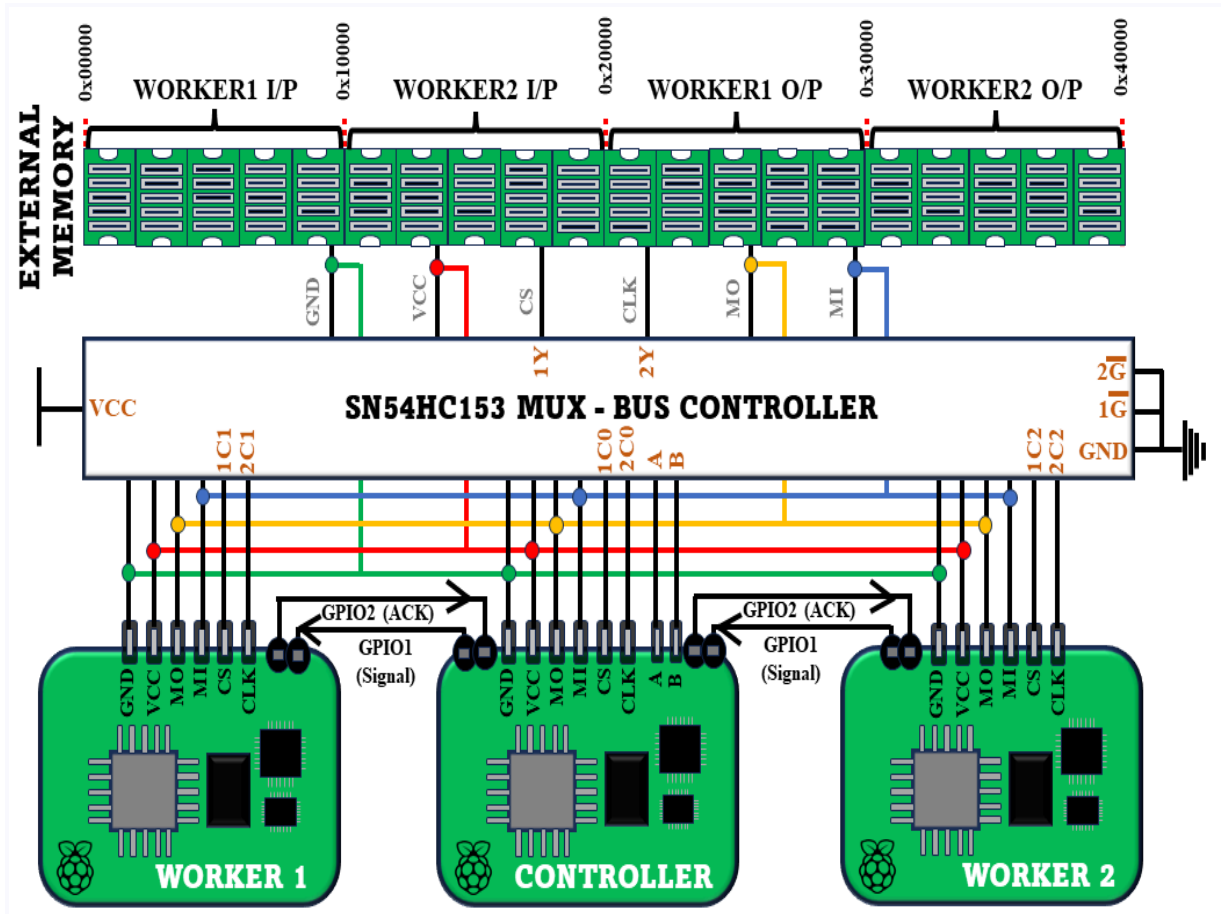 0x00000
0x10000
0x20000
0x30000
0x40000
WORKER1 I/P
WORKER2 I/P
WORKER1 O/P
WORKER2 O/P
EXTERNAL
MEMORY
GND
VCC
CS
CLK
MO
MI
1Y
2Y
VCC
SN54HC153 MUX - BUS CONTROLLER
2G̅
1G̅
GND
1C1
2C1
1C0
2C0
A
B
1C2
2C2
GPIO2 (ACK)
GPIO1
(Signal)
GPIO2 (ACK)
GPIO1
(Signal)
GND
VCC
MO
MI
CS
CLK
GND
VCC
MO
MI
CS
CLK
A
B
GND
VCC
MO
MI
CS
CLK
WORKER 1
CONTROLLER
WORKER 2